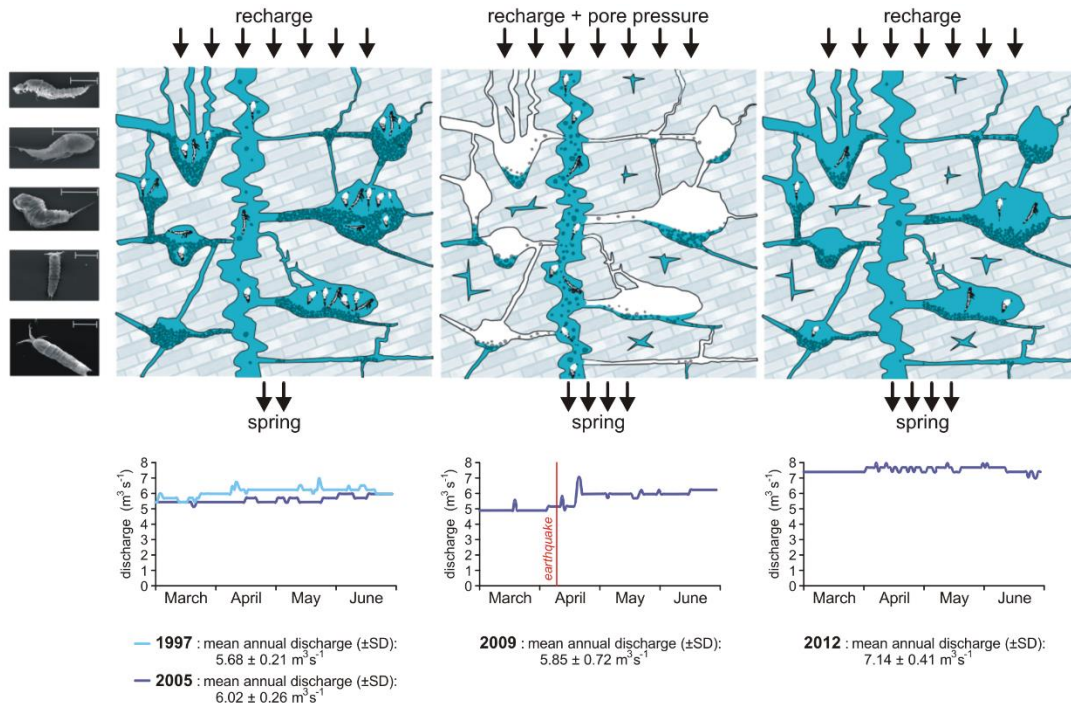 recharge
recharge + pore pressure
recharge
spring
spring
spring
discharge (m³ s⁻¹)
8
7
6
5
4
3
2
1
0
March April May June
discharge (m³ s⁻¹)
8
7
6
5
4
3
2
1
0
earthquake
March April May June
discharge (m³ s⁻¹)
8
7
6
5
4
3
2
1
0
March April May June
1997 : mean annual discharge (±SD):
5.68 ± 0.21 m³s⁻¹
2005 : mean annual discharge (±SD):
6.02 ± 0.26 m³s⁻¹
2009 : mean annual discharge (±SD):
5.85 ± 0.72 m³s⁻¹
2012 : mean annual discharge (±SD):
7.14 ± 0.41 m³s⁻¹